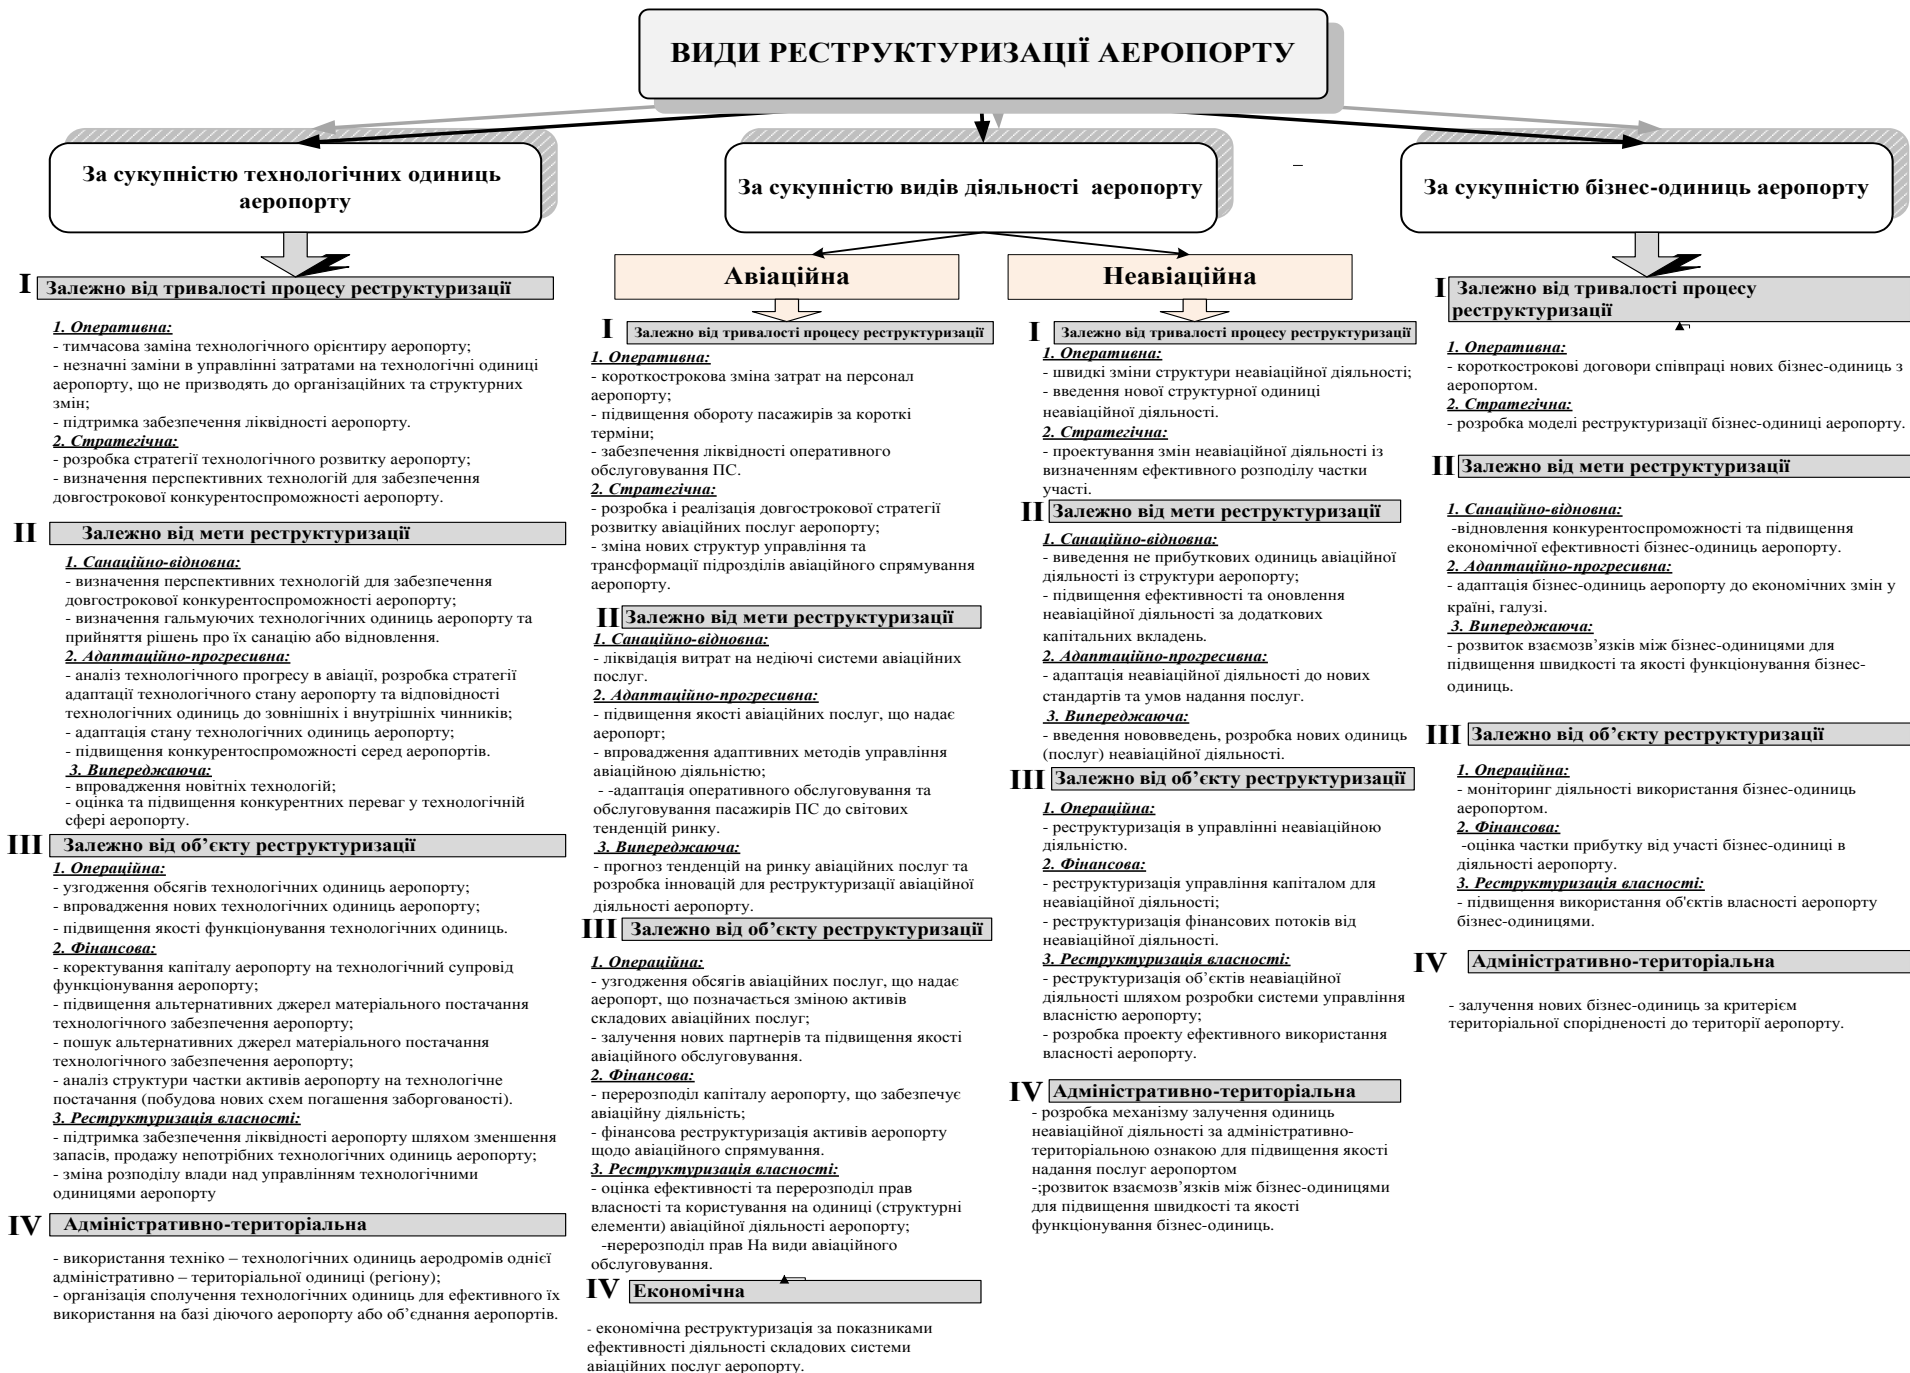 ВИДИ РЕСТРУКТУРИЗАЦІЇ АЕРОПОРТУ
За сукупністю технологічних одиниць
аеропорту
За сукупністю видів діяльності аеропорту
За сукупністю бізнес-одиниць аеропорту
I Залежно від тривалості процесу реструктуризації
1. Оперативна:
- тимчасова заміна технологічного орієнтиру аеропорту;
- незначні заміни в управлінні затратами на технологічні одиниці
аеропорту, що не призводять до організаційних та структурних
змін;
- підтримка забезпечення ліквідності аеропорту.
2. Стратегічна:
- розробка стратегії технологічного розвитку аеропорту;
- визначення перспективних технологій для забезпечення
довгострокової конкурентоспроможності аеропорту.
II Залежно від мети реструктуризації
1. Санаційно-відновна:
- визначення перспективних технологій для забезпечення
довгострокової конкурентоспроможності аеропорту;
- визначення гальмуючих технологічних одиниць аеропорту та
прийняття рішень про їх санацію або відновлення.
2. Адаптаційно-прогресивна:
- аналіз технологічного прогресу в авіації, розробка стратегії
адаптації технологічного стану аеропорту та відповідності
технологічних одиниць до зовнішніх і внутрішніх чинників;
- адаптація стану технологічних одиниць аеропорту;
- підвищення конкурентоспроможності серед аеропортів.
3. Випереджаюча:
- впровадження новітніх технологій;
- оцінка та підвищення конкурентних переваг у технологічній
сфері аеропорту.
III Залежно від об’єкту реструктуризації
1. Операційна:
- узгодження обсягів технологічних одиниць аеропорту;
- впровадження нових технологічних одиниць аеропорту;
- підвищення якості функціонування технологічних одиниць.
2. Фінансова:
- коректування капіталу аеропорту на технологічний супровід
функціонування аеропорту;
- підвищення альтернативних джерел матеріального постачання
технологічного забезпечення аеропорту;
- пошук альтернативних джерел матеріального постачання
технологічного забезпечення аеропорту;
- аналіз структури частки активів аеропорту на технологічне
постачання (побудова нових схем погашення заборгованості).
3. Реструктуризація власності:
- підтримка забезпечення ліквідності аеропорту шляхом зменшення
запасів, продажу непотрібних технологічних одиниць аеропорту;
- зміна розподілу влади над управлінням технологічними
одиницями аеропорту
IV Адміністративно-територіальна
- використання техніко – технологічних одиниць аеродромів однієї
адміністративно – територіальної одиниці (регіону);
- організація сполучення технологічних одиниць для ефективного їх
використання на базі діючого аеропорту або об’єднання аеропортів.
Авіаційна
I Залежно від тривалості процесу реструктуризації
1. Оперативна:
- короткострокова зміна затрат на персонал
аеропорту;
- підвищення обороту пасажирів за короткі
терміни;
- забезпечення ліквідності оперативного
обслуговування ПС.
2. Стратегічна:
- розробка і реалізація довгострокової стратегії
розвитку авіаційних послуг аеропорту;
- зміна нових структур управління та
трансформації підрозділів авіаційного спрямування
аеропорту.
II Залежно від мети реструктуризації
1. Санаційно-відновна:
- ліквідація витрат на недіючі системи авіаційних
послуг.
2. Адаптаційно-прогресивна:
- підвищення якості авіаційних послуг, що надає
аеропорт;
- впровадження адаптивних методів управління
авіаційною діяльністю;
- -адаптація оперативного обслуговування та
обслуговування пасажирів ПС до світових
тенденцій ринку.
3. Випереджаюча:
- прогноз тенденцій на ринку авіаційних послуг та
розробка інновацій для реструктуризації авіаційної
діяльності аеропорту.
III Залежно від об’єкту реструктуризації
1. Операційна:
- узгодження обсягів авіаційних послуг, що надає
аеропорт, що позначається зміною активів
складових авіаційних послуг;
- залучення нових партнерів та підвищення якості
авіаційного обслуговування.
2. Фінансова:
- перерозподіл капіталу аеропорту, що забезпечує
авіаційну діяльність;
- фінансова реструктуризація активів аеропорту
щодо авіаційного спрямування.
3. Реструктуризація власності:
- оцінка ефективності та перерозподіл прав
власності та користування на одиниці (структурні
елементи) авіаційної діяльності аеропорту;
-перерозподіл прав На види авіаційного
обслуговування.
IV Економічна
- економічна реструктуризація за показниками
ефективності діяльності складових системи
авіаційних послуг аеропорту.
Неавіаційна
I Залежно від тривалості процесу реструктуризації
1. Оперативна:
- швидкі зміни структури неавіаційної діяльності;
- введення нової структурної одиниці
неавіаційної діяльності.
2. Стратегічна:
- проектування змін неавіаційної діяльності із
визначенням ефективного розподілу частки
участі.
II Залежно від мети реструктуризації
1. Санаційно-відновна:
- виведення не прибуткових одиниць авіаційної
діяльності із структури аеропорту;
- підвищення ефективності та оновлення
неавіаційної діяльності за додаткових
капітальних вкладень.
2. Адаптаційно-прогресивна:
- адаптація неавіаційної діяльності до нових
стандартів та умов надання послуг.
3. Випереджаюча:
- введення нововведень, розробка нових одиниць
(послуг) неавіаційної діяльності.
III Залежно від об’єкту реструктуризації
1. Операційна:
- реструктуризація в управлінні неавіаційною
діяльністю.
2. Фінансова:
- реструктуризація управління капіталом для
неавіаційної діяльності;
- реструктуризація фінансових потоків від
неавіаційної діяльності.
3. Реструктуризація власності:
- реструктуризація об’єктів неавіаційної
діяльності шляхом розробки системи управління
власністю аеропорту;
- розробка проекту ефективного використання
власності аеропорту.
IV Адміністративно-територіальна
- розробка механізму залучення одиниць
неавіаційної діяльності за адміністративно-
територіальною ознакою для підвищення якості
надання послуг аеропортом
-;розвиток взаємозв’язків між бізнес-одиницями
для підвищення швидкості та якості
функціонування бізнес-одиниць.
I Залежно від тривалості процесу
реструктуризації
1. Оперативна:
- короткострокові договори співпраці нових бізнес-одиниць з
аеропортом.
2. Стратегічна:
- розробка моделі реструктуризації бізнес-одиниці аеропорту.
II Залежно від мети реструктуризації
1. Санаційно-відновна:
-відновлення конкурентоспроможності та підвищення
економічної ефективності бізнес-одиниць аеропорту.
2. Адаптаційно-прогресивна:
- адаптація бізнес-одиниць аеропорту до економічних змін у
країні, галузі.
3. Випереджаюча:
- розвиток взаємозв’язків між бізнес-одиницями для
підвищення швидкості та якості функціонування бізнес-
одиниць.
III Залежно від об’єкту реструктуризації
1. Операційна:
- моніторинг діяльності використання бізнес-одиниць
аеропортом.
2. Фінансова:
-оцінка частки прибутку від участі бізнес-одиниці в
діяльності аеропорту.
3. Реструктуризація власності:
- підвищення використання об'єктів власності аеропорту
бізнес-одиницями.
IV Адміністративно-територіальна
- залучення нових бізнес-одиниць за критерієм
територіальної спорідненості до території аеропорту.